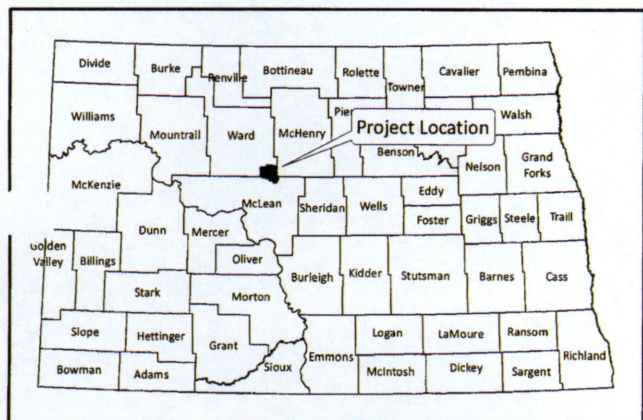 Divide
Burke
Renville
Bottineau
Rolette
Towner
Cavalier
Pembina
Williams
Mountrail
Ward
McHenry
Pier
Walsh
Project Location
Benson
Nelson
Grand
Forks
McKenzie
McLean
Sheridan
Wells
Eddy
Foster
Griggs
Steele
Traill
Dunn
Mercer
Oliver
Golden
Valley
Billings
Burleigh
Kidder
Stutsman
Barnes
Cass
Stark
Morton
Slope
Hettinger
Grant
Sioux
Emmons
Logan
LaMoure
Ransom
Richland
Bowman
Adams
McIntosh
Dickey
Sargent